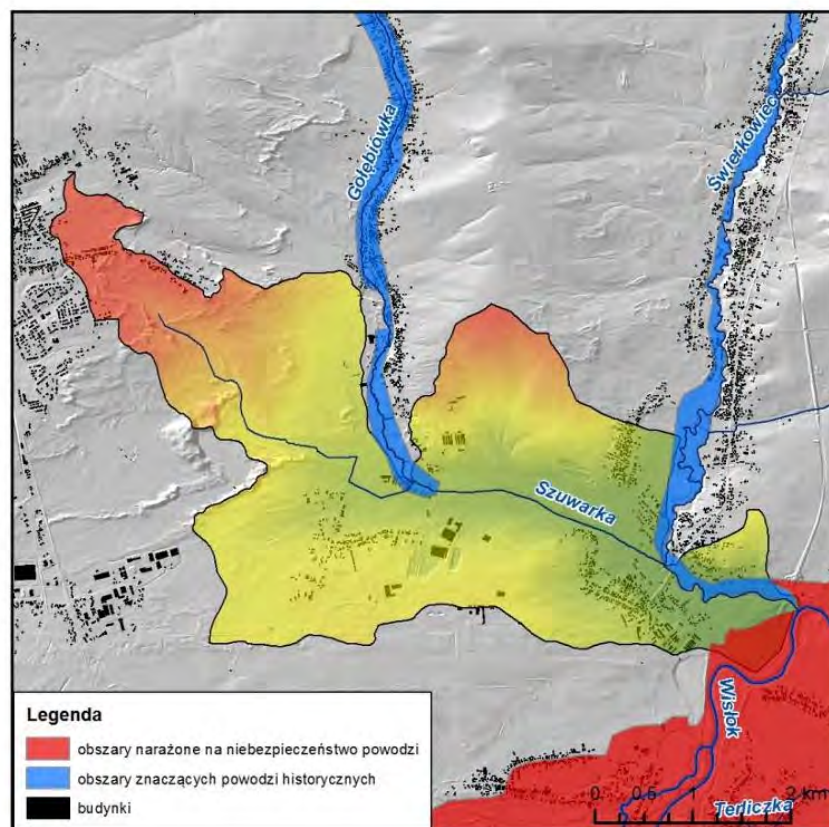 Gołębiówka
Świerkowiec
Szuwarka
Wisłok
Terliczka
0 0,5 1 2 km
Legenda
obszary narażone na niebezpieczeństwo powodzi
obszary znaczących powodzi historycznych
budynki